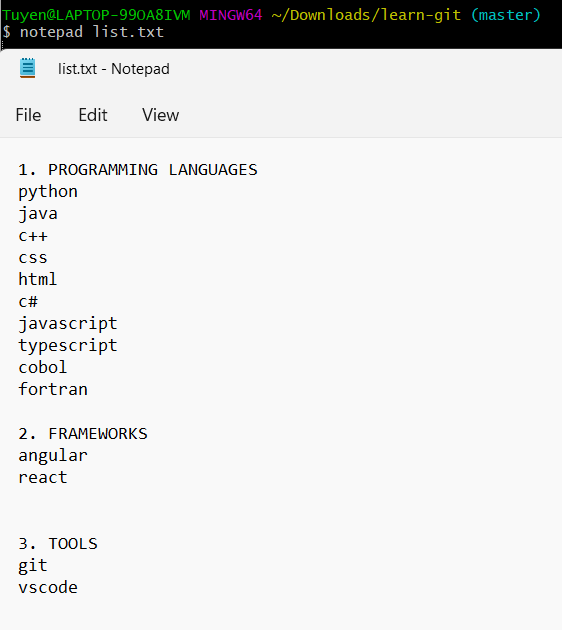 Tuyen@LAPTOP-99OA8IVM MINGW64 ~/Downloads/learn-git (master)
$ notepad list.txt
list.txt - Notepad
File Edit View
1. PROGRAMMING LANGUAGES
python
java
c++
css
html
c#
javascript
typescript
cobol
fortran
2. FRAMEWORKS
angular
react
3. TOOLS
git
vscode